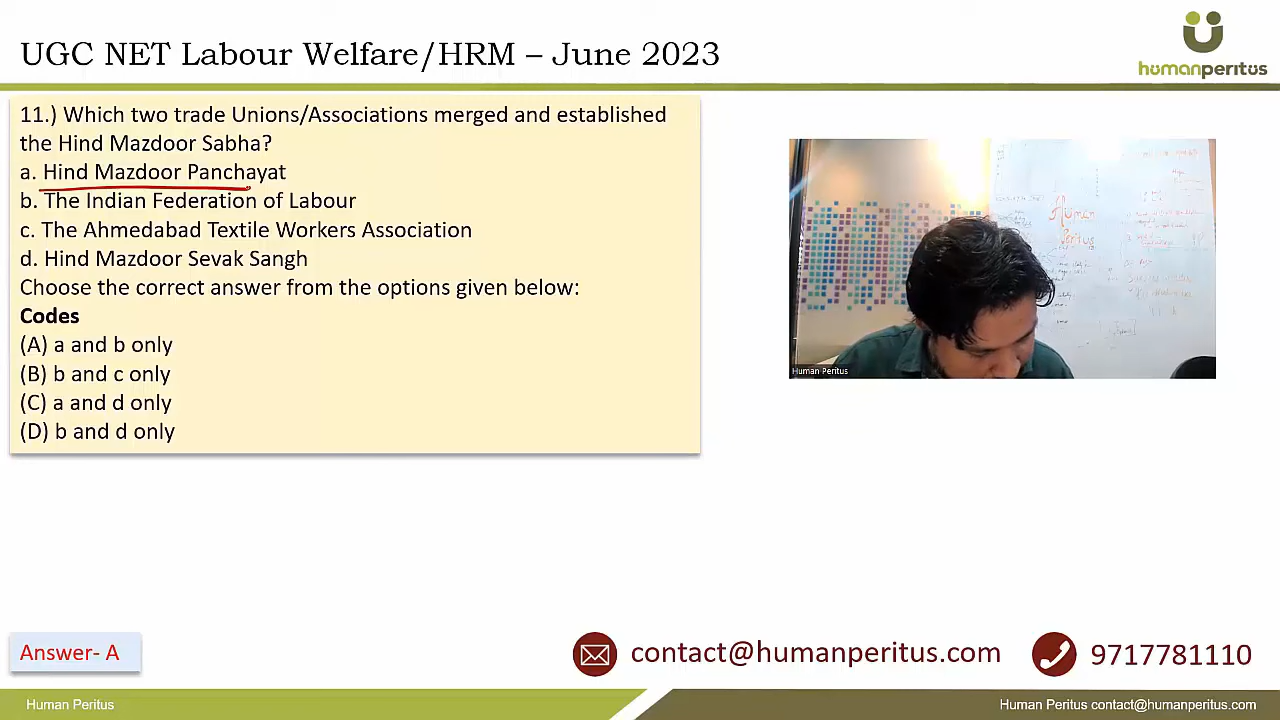 UGC NET Labour Welfare/HRM – June 2023
humanperitus
11.) Which two trade Unions/Associations merged and established
the Hind Mazdoor Sabha?
a. Hind Mazdoor Panchayat
b. The Indian Federation of Labour
c. The Ahmedabad Textile Workers Association
d. Hind Mazdoor Sevak Sangh
Choose the correct answer from the options given below:
Codes
(A) a and b only
(B) b and c only
(C) a and d only
(D) b and d only
Human
Peritus
Human Peritus
Answer- A
contact@humanperitus.com
9717781110
Human Peritus
Human Peritus contact@humanperitus.com